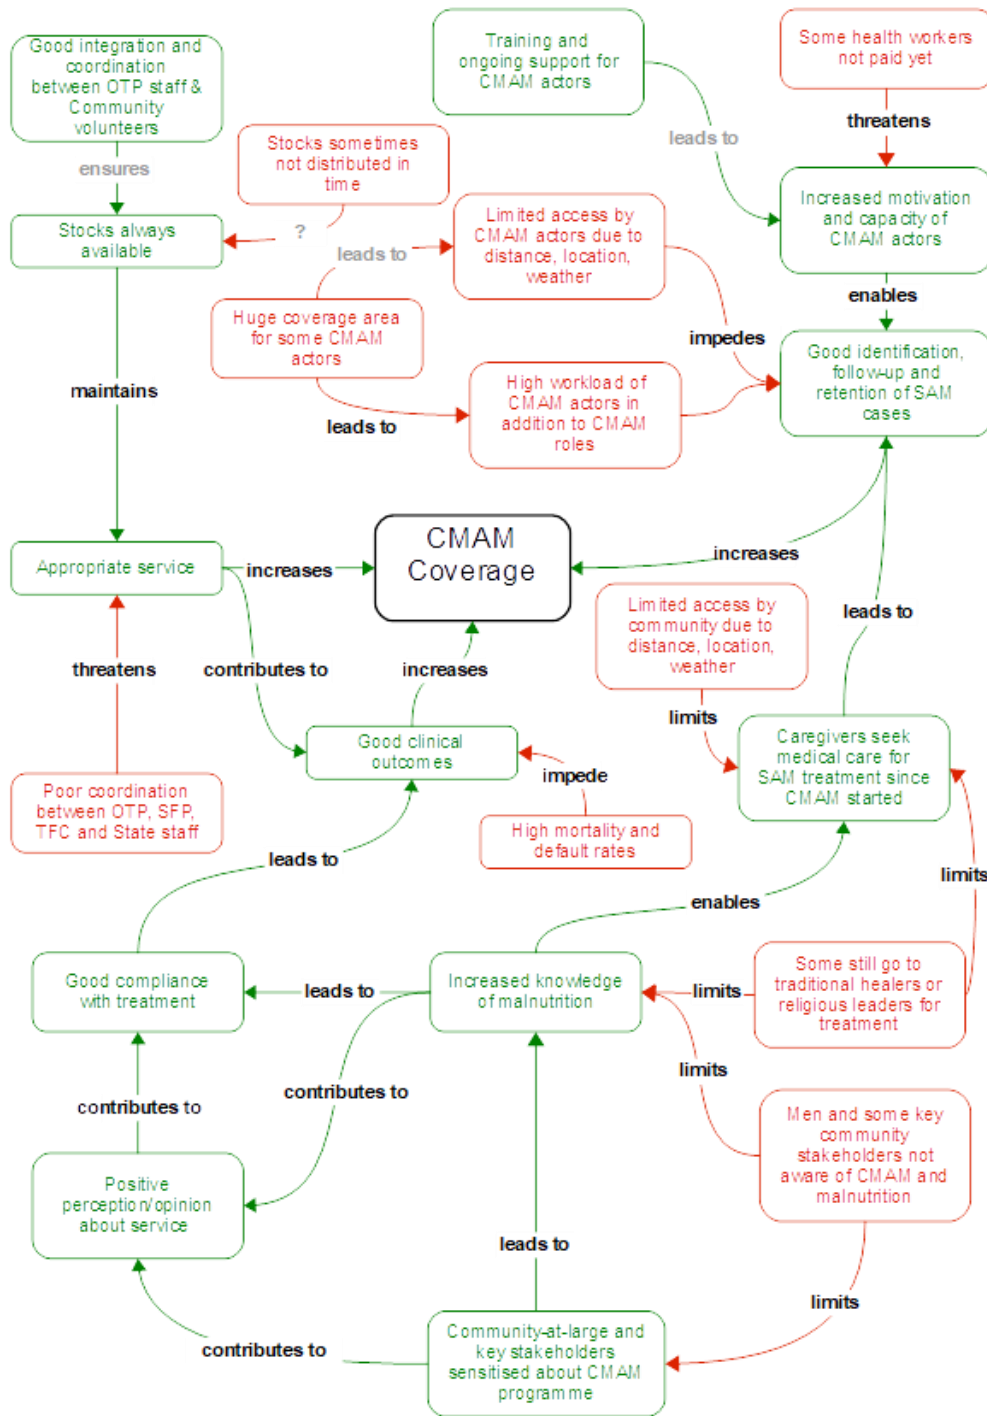 Good integration and
coordination
between OTP staff &
Community
volunteers
Training and
ongoing support for
CMAM actors
Some health workers
not paid yet
ensures
leads to
threatens
Stocks sometimes
not distributed in
time
Stocks always
available
?
leads to
Limited access by
CMAM actors due to
distance, location,
weather
Increased motivation
and capacity of
CMAM actors
enables
Huge coverage area
for some CMAM
actors
impedes
Good identification,
follow-up and
retention of SAM
cases
maintains
leads to
High workload of
CMAM actors in
addition to CMAM
roles
Appropriate service
increases
CMAM
Coverage
increases
Limited access by
community due to
distance, location,
weather
leads to
threatens
contributes to
increases
limits
Good clinical
outcomes
Caregivers seek
medical care for
SAM treatment since
CMAM started
impede
Poor coordination
between OTP, SFP,
TFC and State staff
High mortality and
default rates
leads to
limits
enables
Good compliance
with treatment
leads to
Increased knowledge
of malnutrition
limits
Some still go to
traditional healers or
religious leaders for
treatment
limits
contributes to
contributes to
Men and some key
community
stakeholders not
aware of CMAM and
malnutrition
Positive
perception/opinion
about service
leads to
limits
contributes to
Community-at-large and
key stakeholders
sensitised about CMAM
programme